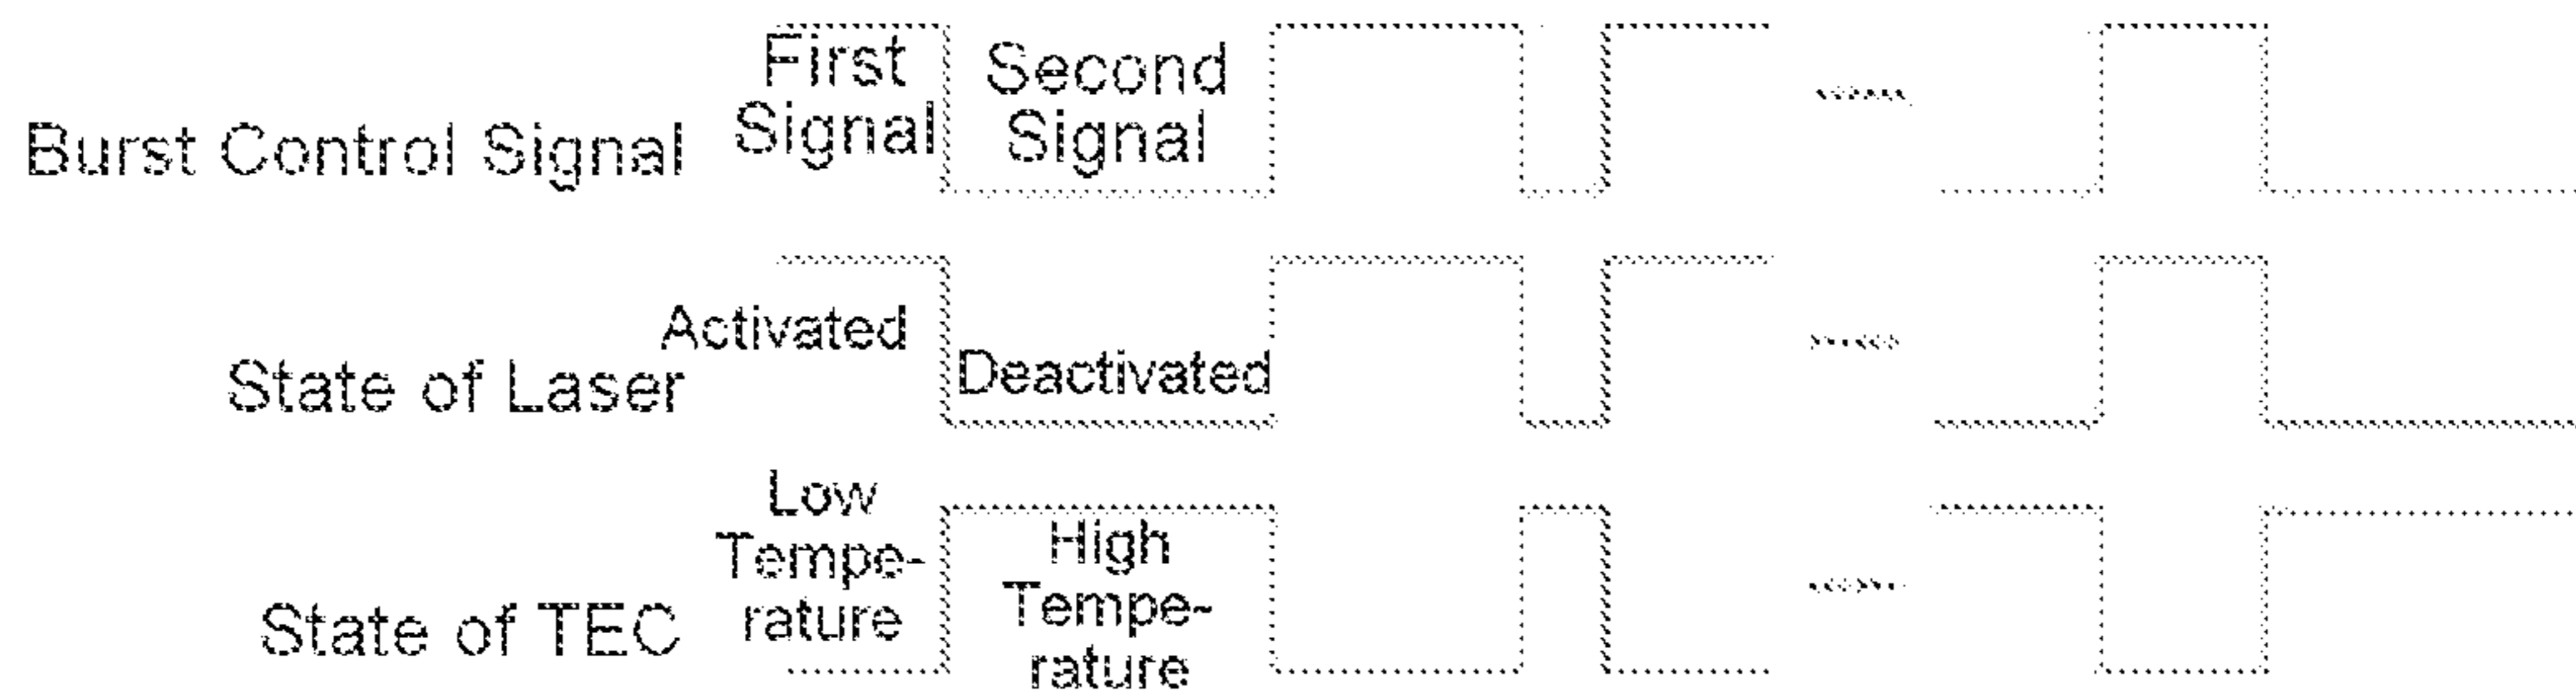 First
Signal
Second
Signal
Burst Control Signal
Activated
Deactivated
State of Laser
Low
Tempe-
rature
High
Tempe-
rature
State of TEC